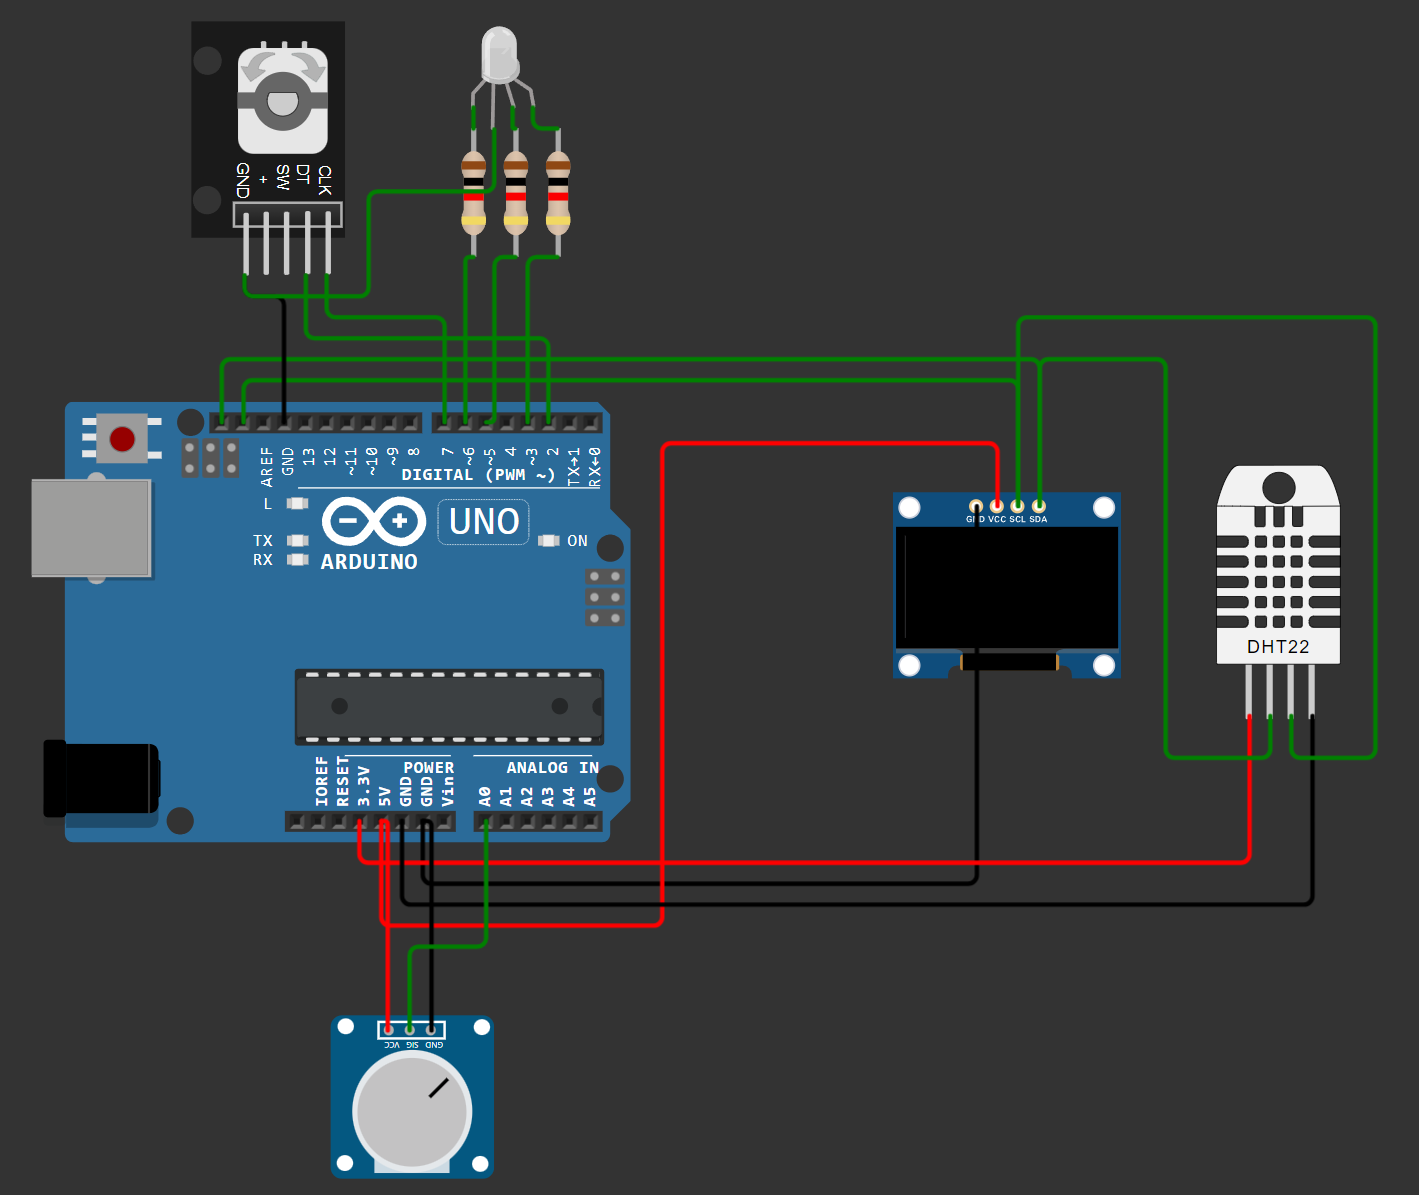 GND
+
SW
DT
CLK
AREF
GND
13
12
~11
~10
~9
8
7
~6
~5
4
~3
2
TX→1
RX←0
DIGITAL (PWM ~)
L
TX
RX
UNO
ON
ARDUINO
GND VCC SCL SDA
DHT22
IOREF
RESET
3.3V
5V
GND
GND
Vin
POWER
ANALOG IN
A0
A1
A2
A3
A4
A5
VCC SIG GND